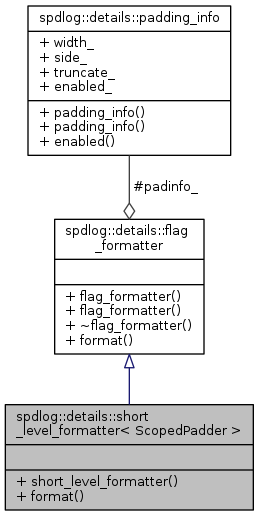 spdlog::details::padding_info
+ width_
+ side_
+ truncate_
+ enabled_
+ padding_info()
+ padding_info()
+ enabled()
#padinfo_
spdlog::details::flag
_formatter
+ flag_formatter()
+ flag_formatter()
+ ~flag_formatter()
+ format()
spdlog::details::short
_level_formatter< ScopedPadder >
+ short_level_formatter()
+ format()